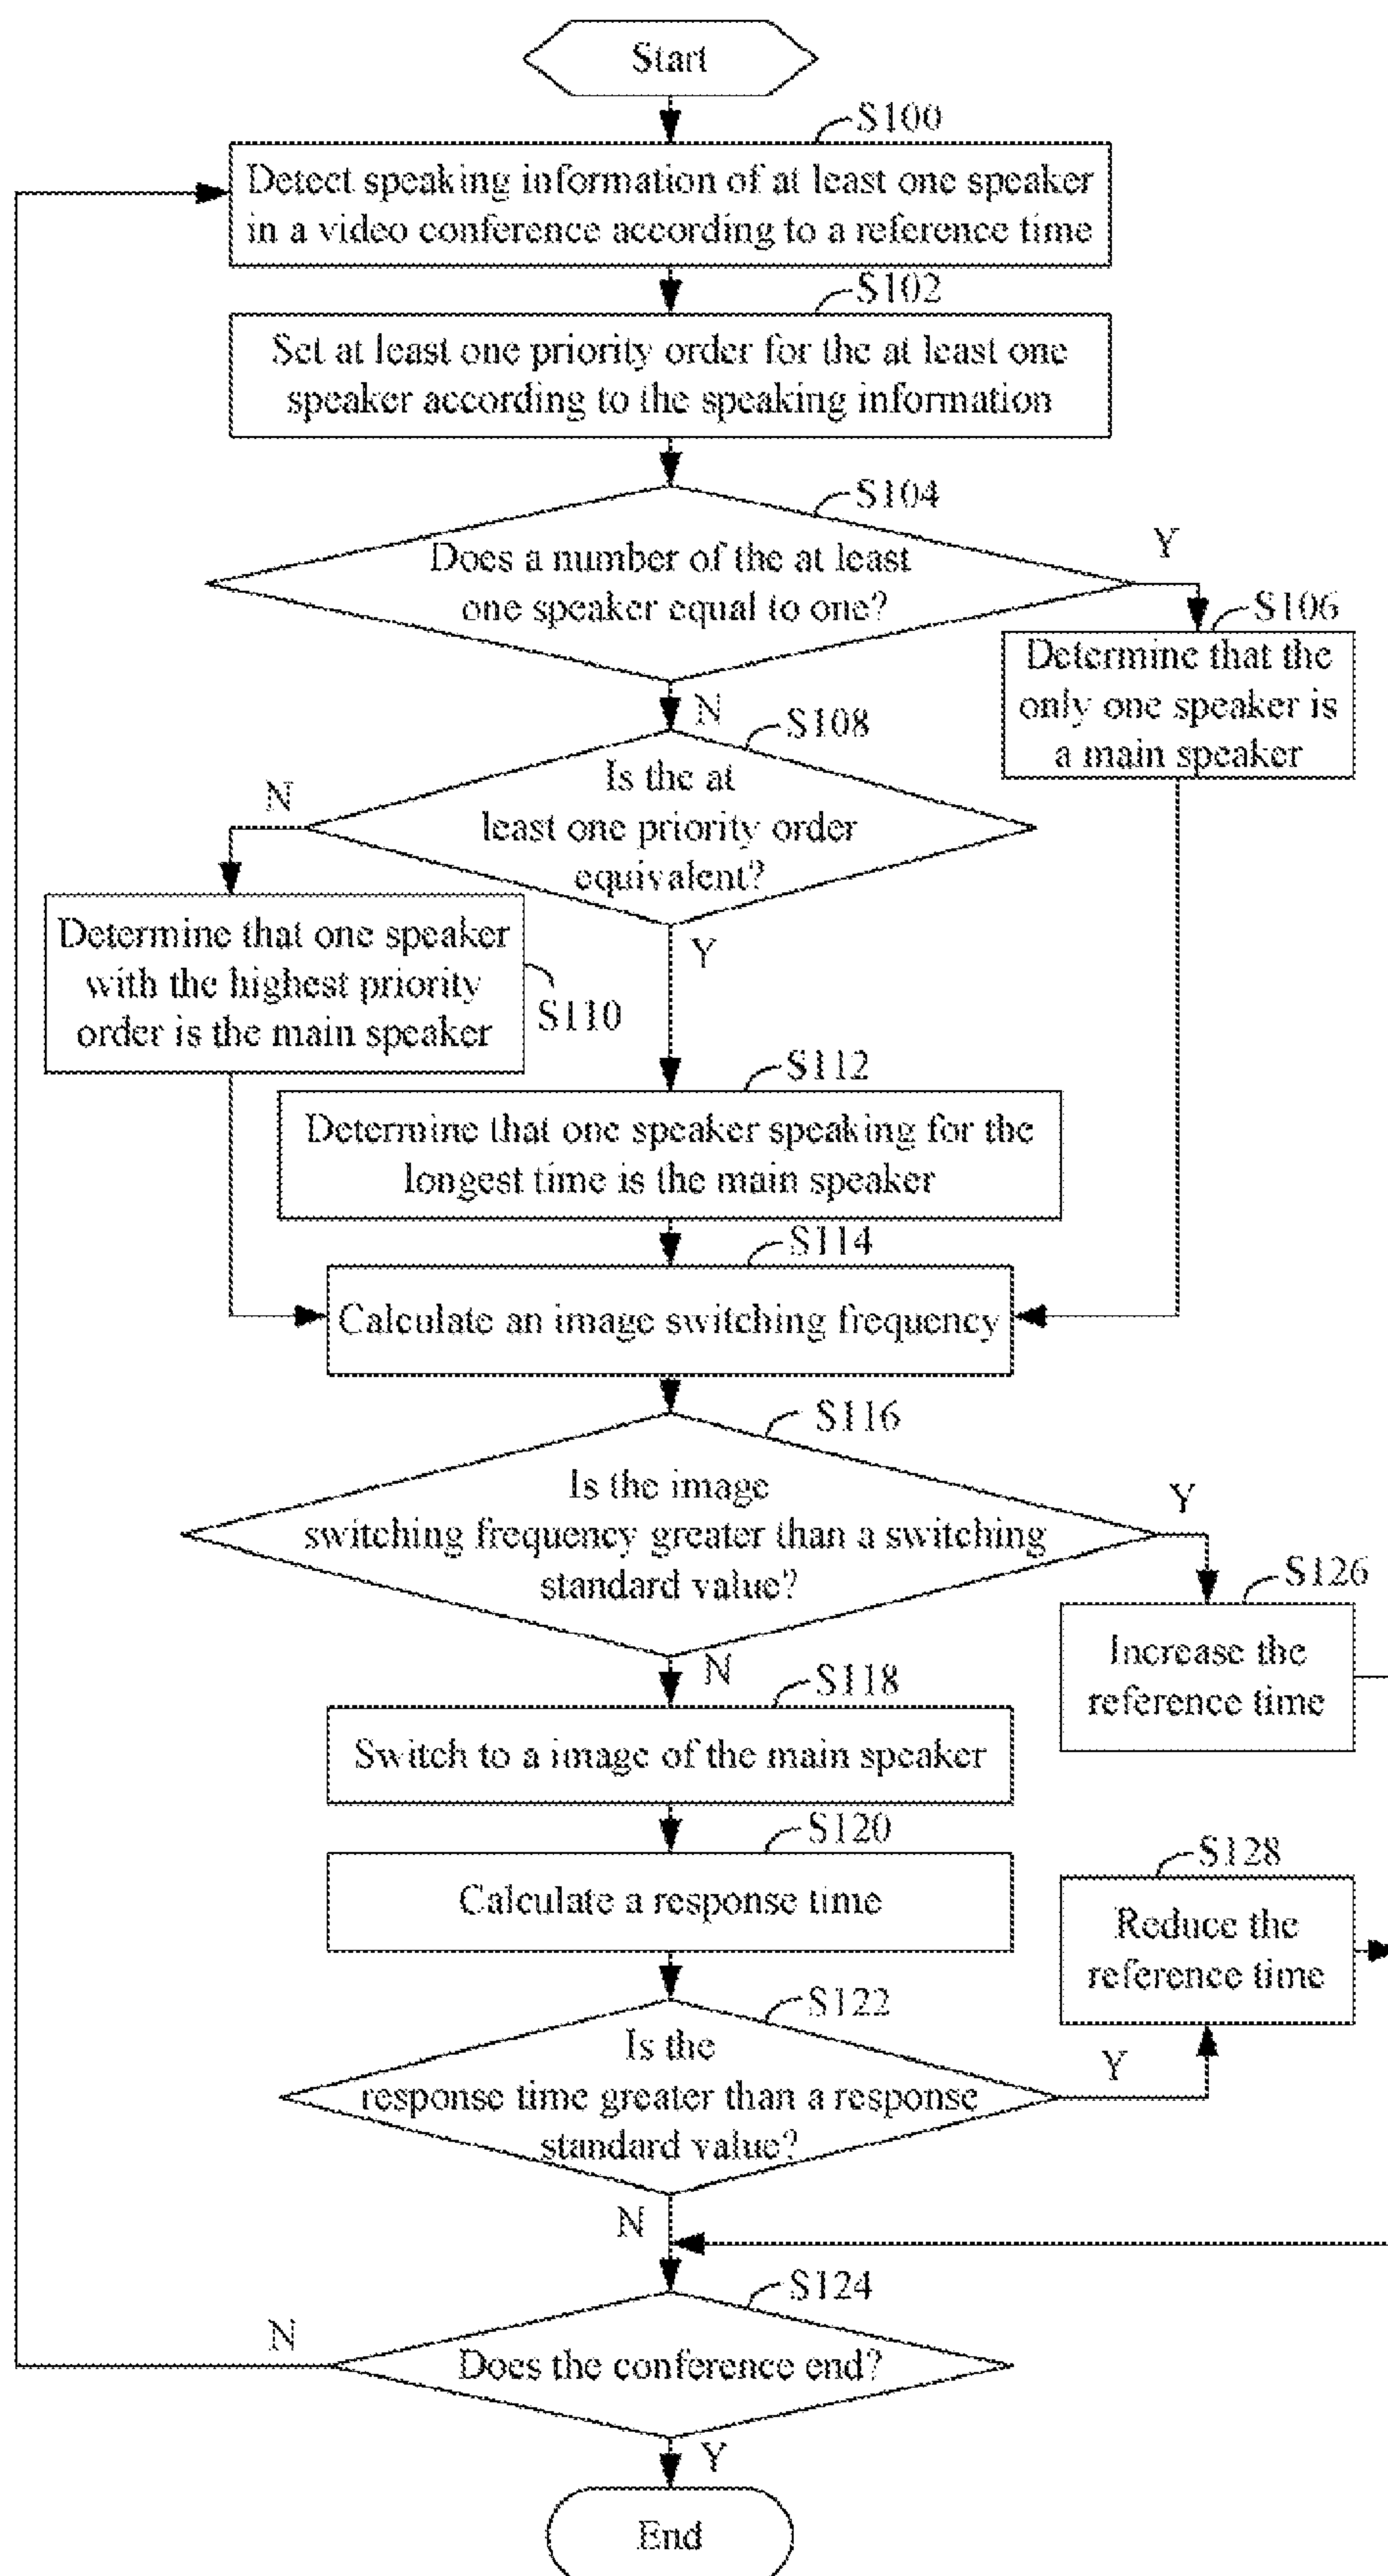 Start
S100
Detect speaking information of at least one speaker
in a video conference according to a reference time
S102
Set at least one priority order for the at least one
speaker according to the speaking information
S104
Does a number of the at least
one speaker equal to one?
Y
S106
Determine that the
only one speaker is
a main speaker
N
S108
Is the at
least one priority order
equivalent?
N
Y
Determine that one speaker
with the highest priority
order is the main speaker
S110
S112
Determine that one speaker speaking for the
longest time is the main speaker
S114
Calculate an image switching frequency
S116
Is the image
switching frequency greater than a switching
standard value?
Y
S126
Increase the
reference time
N
S118
Switch to a image of the main speaker
S120
Calculate a response time
S128
Reduce the
reference time
S122
Is the
response time greater than a response
standard value?
Y
N
S124
Does the conference end?
N
Y
End